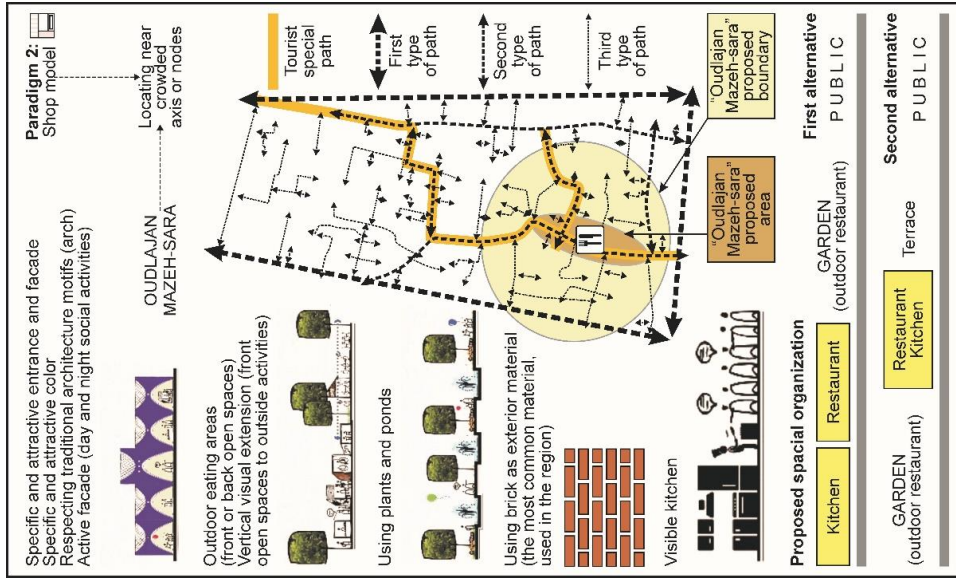 Specific and attractive entrance and facade
Specific and attractive color
Respecting traditional architecture motifs (arch)
Active facade (day and night social activities)
Outdoor eating areas
(front or back open spaces)
Vertical visual extension (front
open spaces to outside activities)
Using plants and ponds
Using brick as exterior material
(the most common material,
used in the region)
Visible kitchen
Paradigm 2:
Shop model
OUDLAJAN
MAZEH-SARA
Locating near
crowded
axis or nodes
Tourist
special
path
First
type
of path
Second
type
of path
Third
type
of path
"Oudlajan
Mazeh-sara"
proposed
boundary
"Oudlajan
Mazeh-sara"
proposed
area
Proposed spacial organization
First alternative
Kitchen
Restaurant
GARDEN
(outdoor restaurant)
PUBLIC
Second alternative
GARDEN
(outdoor restaurant)
Restaurant
Kitchen
Terrace
PUBLIC